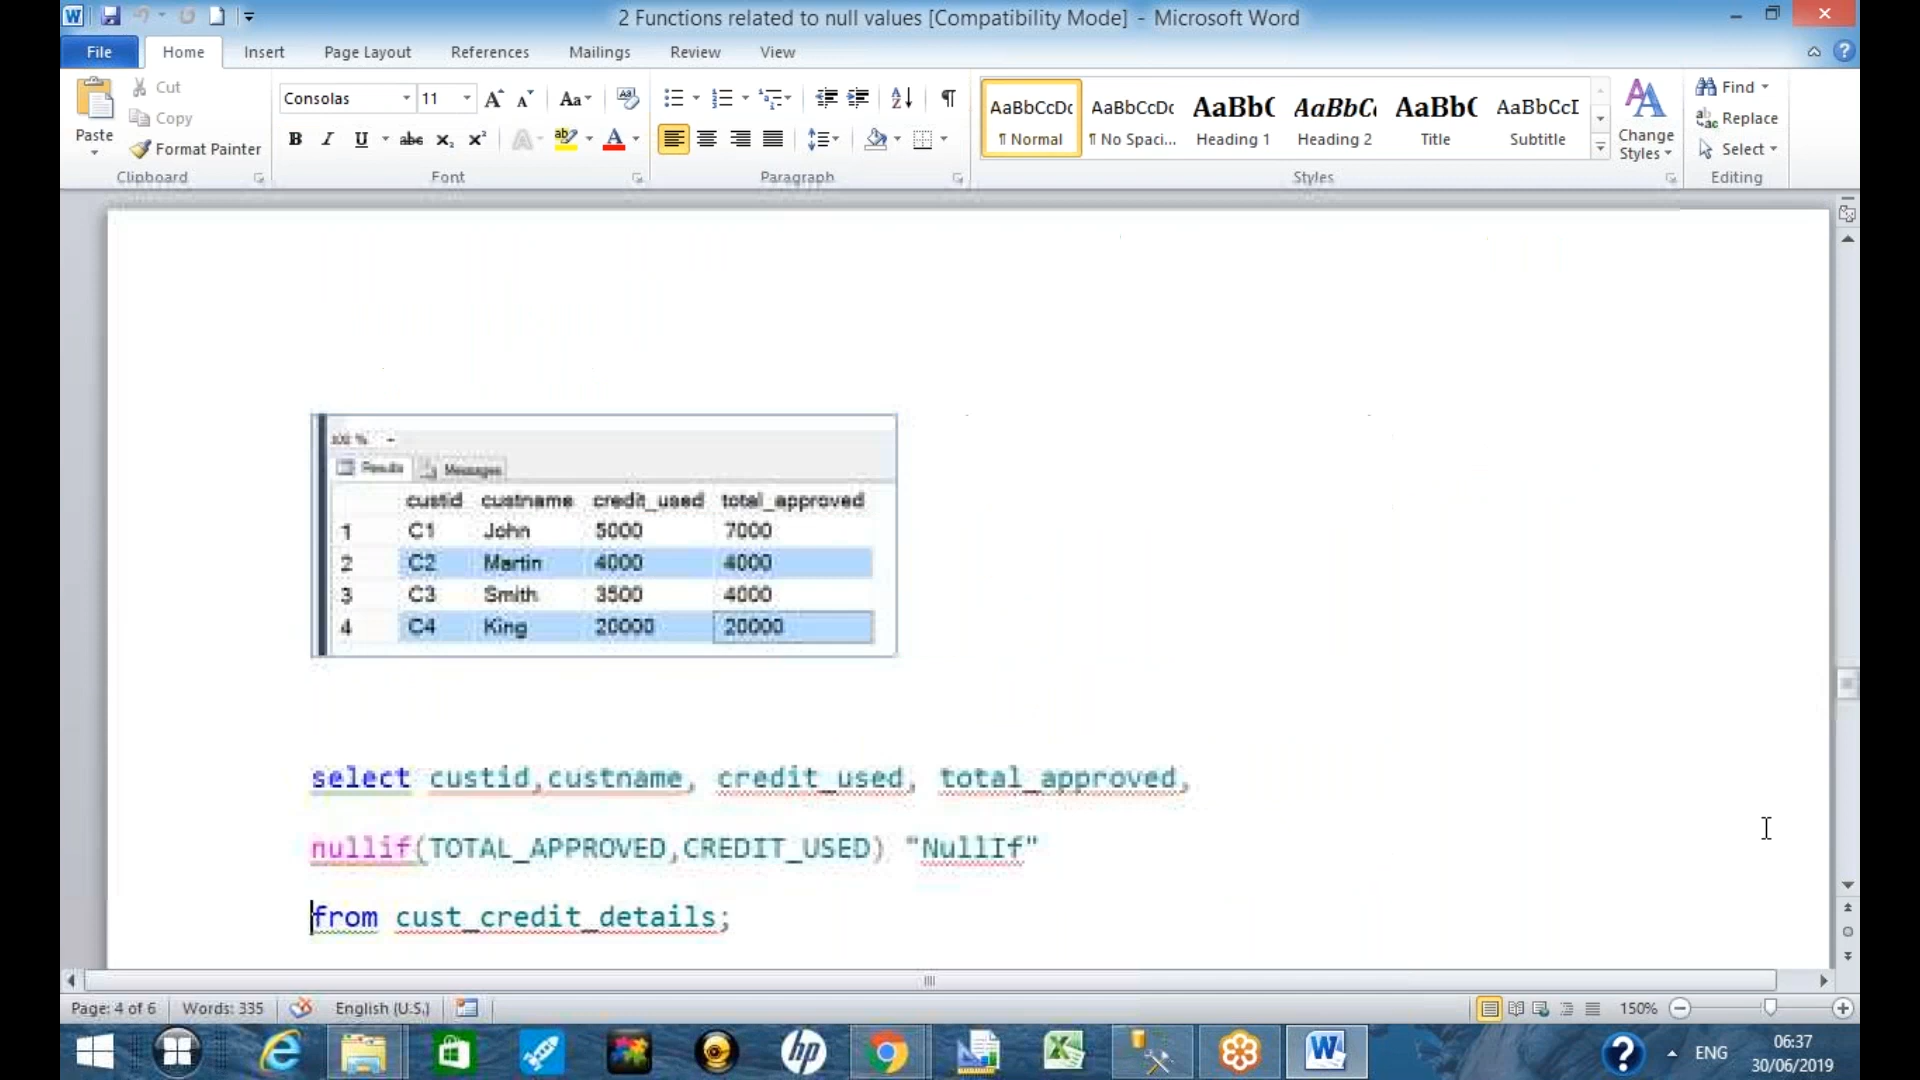 2 Functions related to null values [Compatibility Mode] - Microsoft Word
File Home Insert Page Layout References Mailings Review View
Paste
Cut
Copy
Format Painter
Clipboard
Consolas 11
Font
Paragraph
AaBbCcDc AaBbCcDc AaBbC AaBbC AaBbC AaBbCcI
¶ Normal ¶ No Spaci... Heading 1 Heading 2 Title Subtitle
Styles
Change Styles
Find
Replace
Select
Editing
100 %
Results Messages
custid custname credit_used total_approved
1 C1 John 5000 7000
2 C2 Martin 4000 4000
3 C3 Smith 3500 4000
4 C4 King 20000 20000
select custid,custname, credit_used, total_approved,
nullif(TOTAL_APPROVED,CREDIT_USED) "NullIf"
from cust_credit_details;
Page: 4 of 6 Words: 335 English (U.S.) 150%
ENG
06:37
30/06/2019